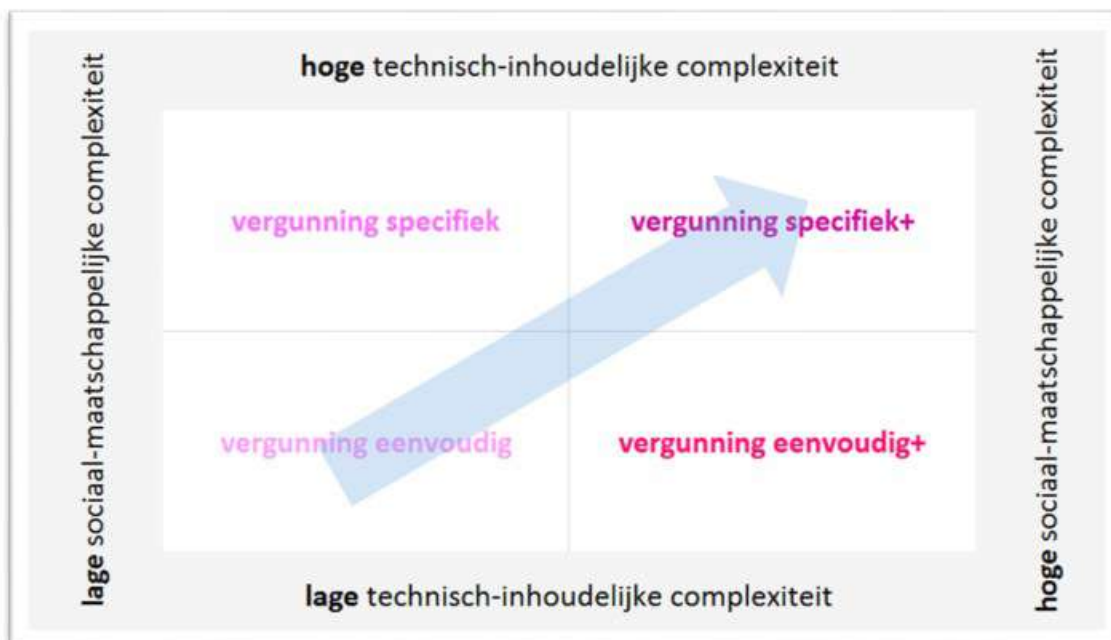 hoge technisch-inhoudelijke complexiteit
lage sociaal-maatschappelijke complexiteit
vergunning specifiek
vergunning specifiek+
hoge sociaal-maatschappelijke complexiteit
vergunning eenvoudig
vergunning eenvoudig+
lage technisch-inhoudelijke complexiteit